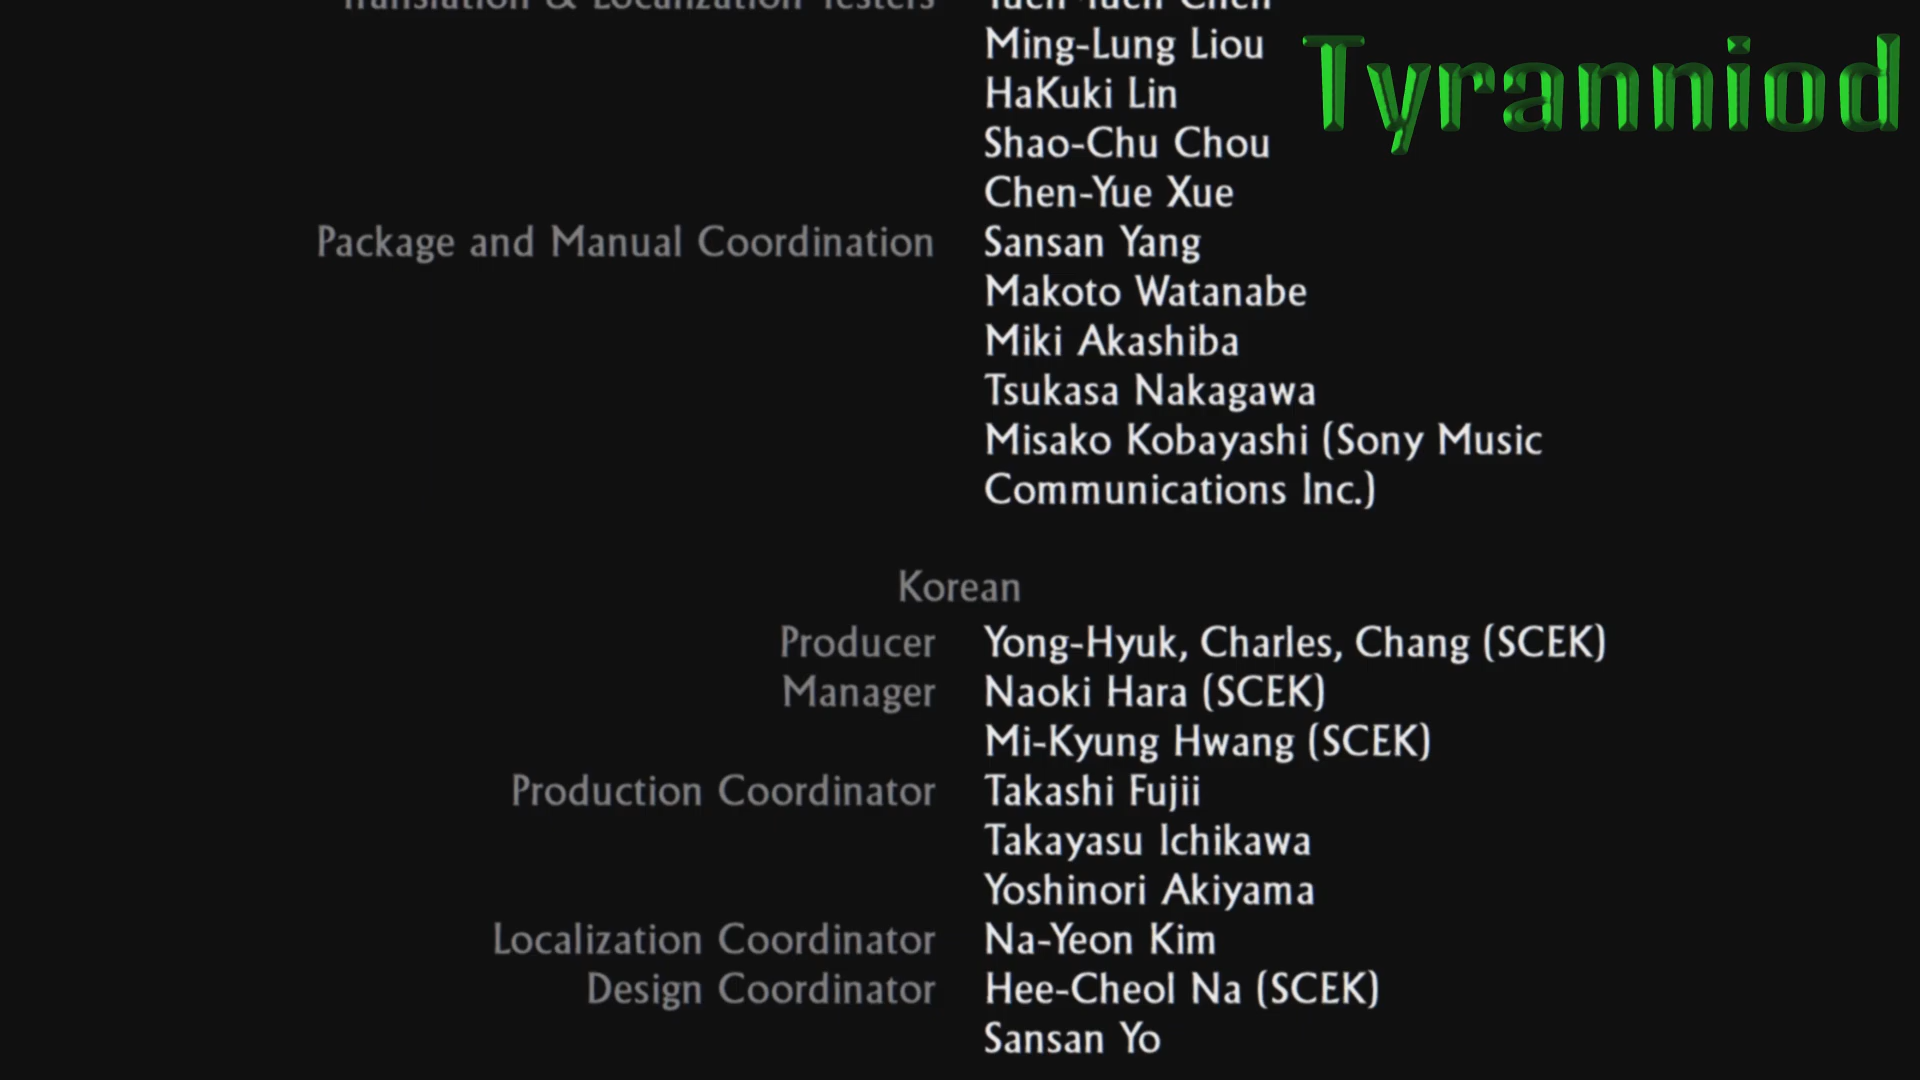 Translation & Localization Testers
Ming-Lung Liou
Tyranniod
HaKuki Lin
Shao-Chu Chou
Chen-Yue Xue
Package and Manual Coordination Sansan Yang
Makoto Watanabe
Miki Akashiba
Tsukasa Nakagawa
Misako Kobayashi (Sony Music
Communications Inc.)
Korean
Producer Yong-Hyuk, Charles, Chang (SCEK)
Manager Naoki Hara (SCEK)
Mi-Kyung Hwang (SCEK)
Production Coordinator Takashi Fujii
Takayasu Ichikawa
Yoshinori Akiyama
Localization Coordinator Na-Yeon Kim
Design Coordinator Hee-Cheol Na (SCEK)
Sansan Yo